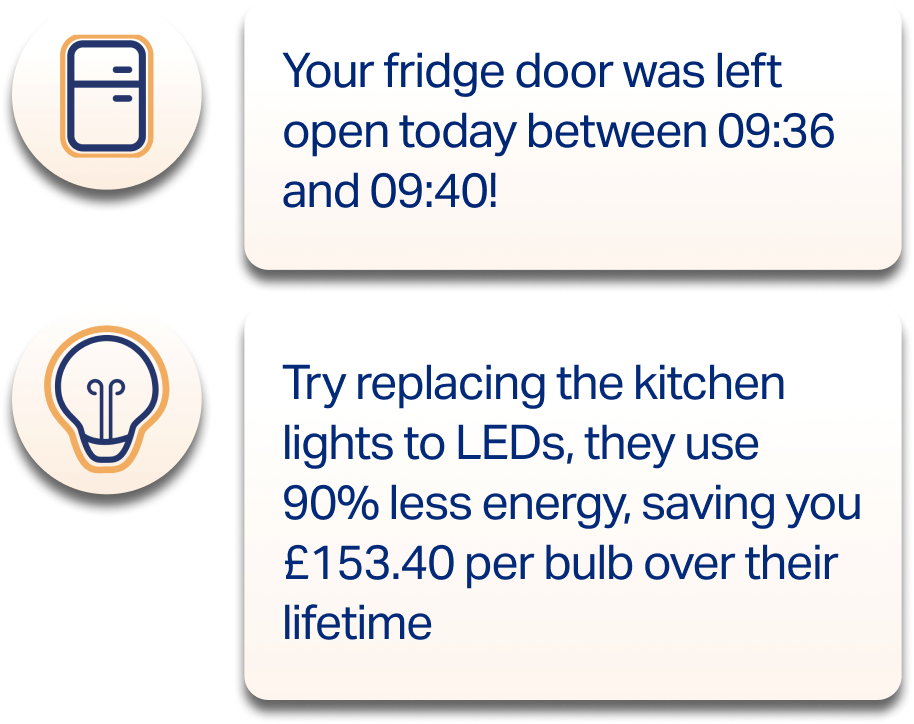 Your fridge door was left
open today between 09:36
and 09:40!
Try replacing the kitchen
lights to LEDs, they use
90% less energy, saving you
£153.40 per bulb over their
lifetime